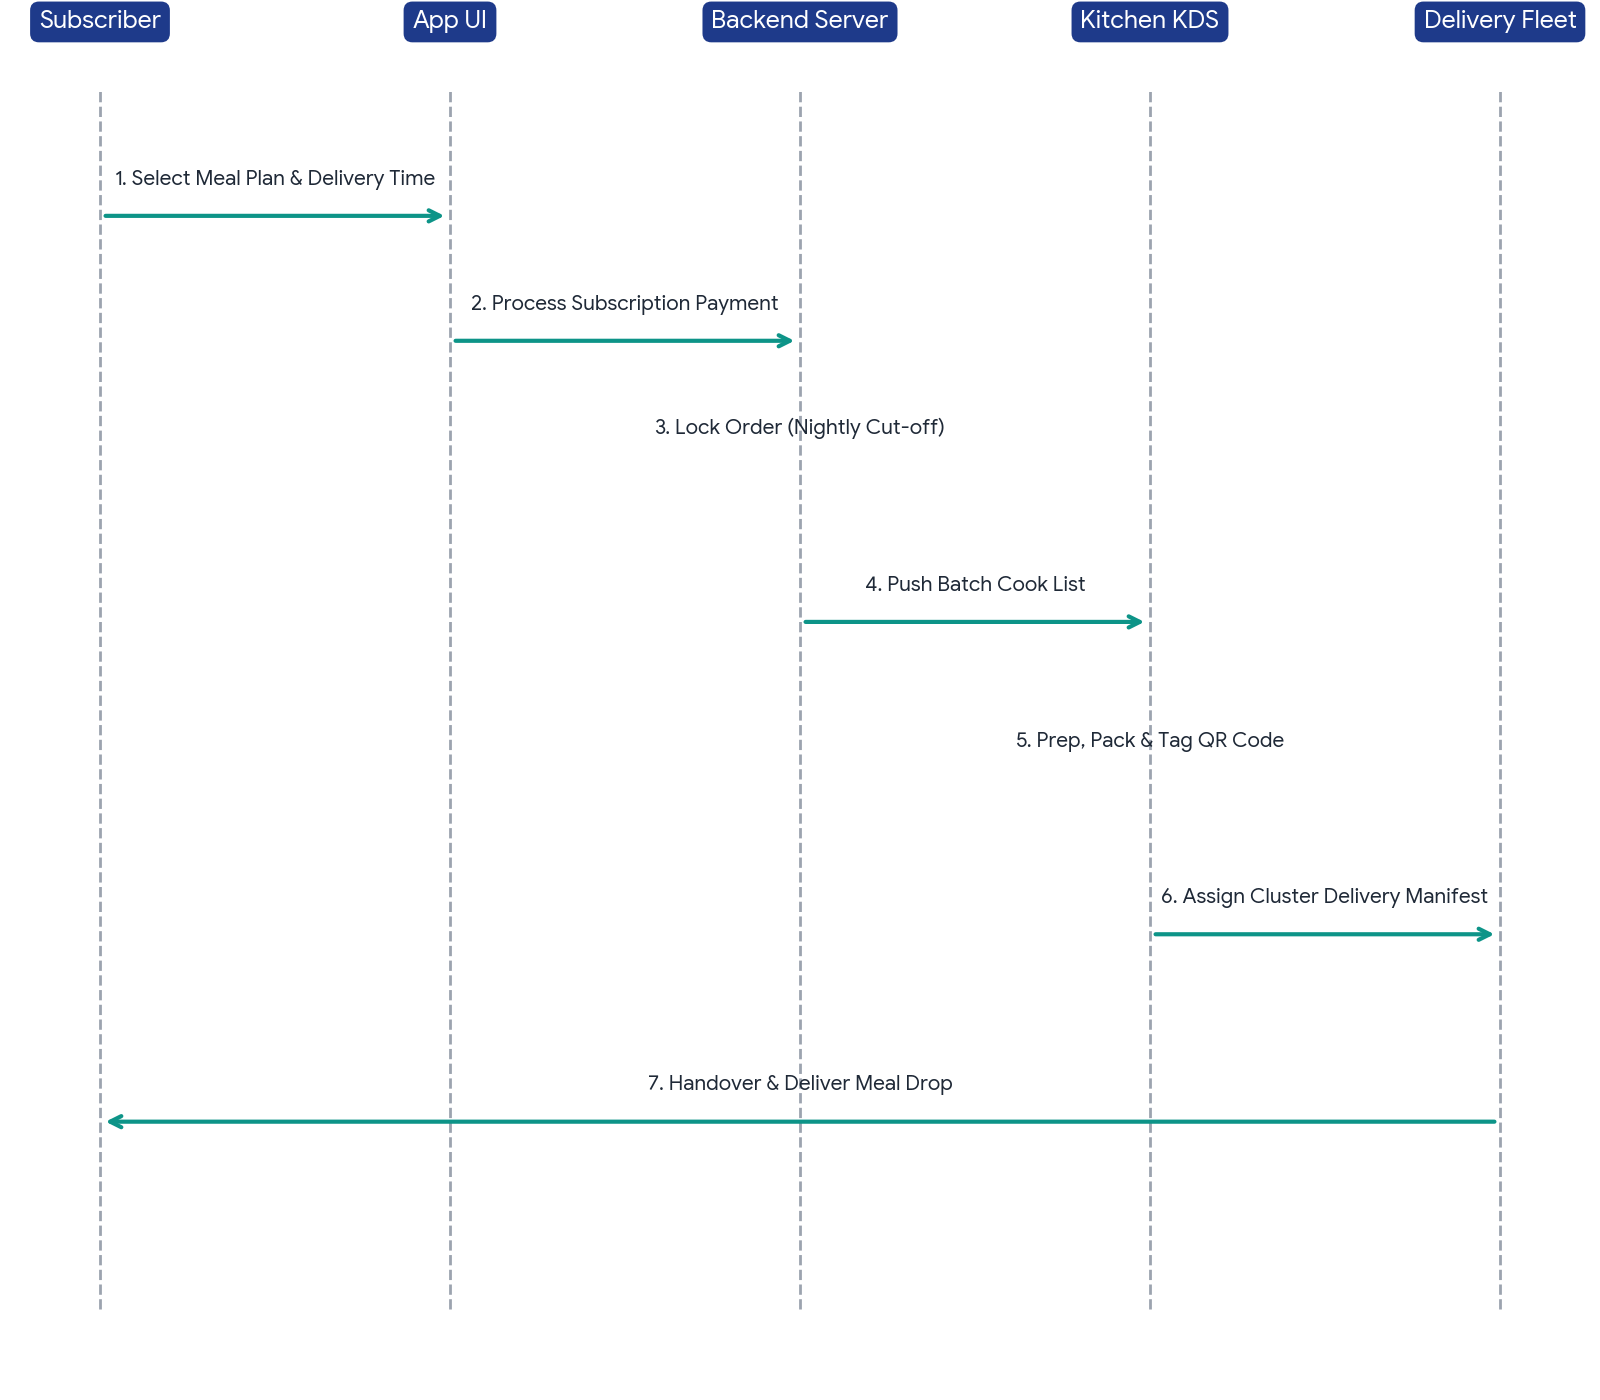 Subscriber
App UI
Backend Server
Kitchen KDS
Delivery Fleet
1. Select Meal Plan & Delivery Time
2. Process Subscription Payment
3. Lock Order (Nightly Cut-off)
4. Push Batch Cook List
5. Prep, Pack & Tag QR Code
6. Assign Cluster Delivery Manifest
7. Handover & Deliver Meal Drop